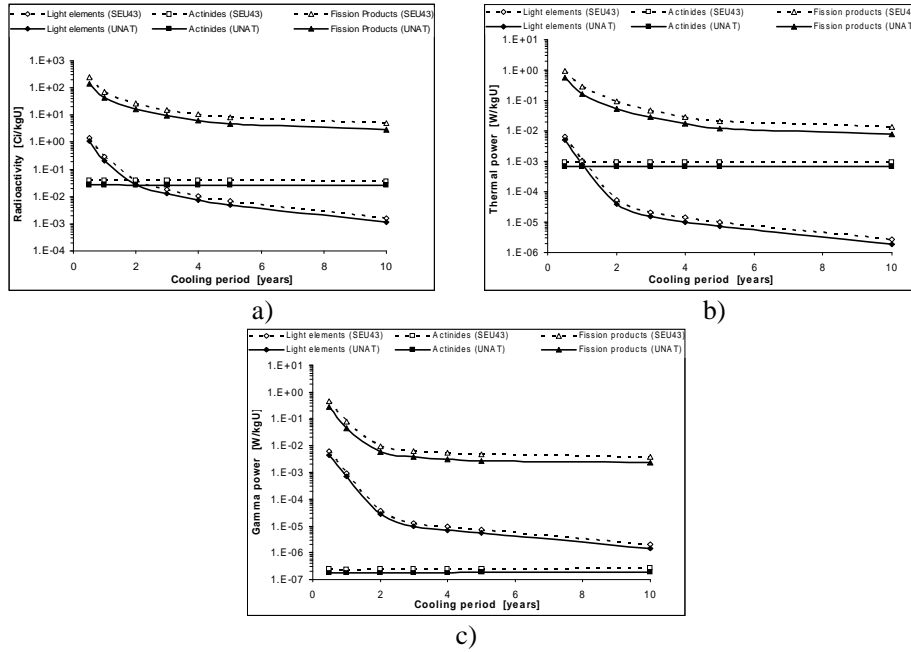 Light elements (SEU43) Actinides (SEU43) Fission Products (SEU43)
Light elements (UNAT) Actinides (UNAT) Fission Products (UNAT)
Radioactivity [Ci/kgU]
1.E+03
1.E+02
1.E+01
1.E+00
1.E-01
1.E-02
1.E-03
1.E-04
0 2 4 6 8 10
Cooling period [years]
a)
Light elements (SEU43) Actinides (SEU43) Fission products (SEU4
Light elements (UNAT) Actinides (UNAT) Fission products (UNAT
Thermal power [W/kgU]
1.E+01
1.E+00
1.E-01
1.E-02
1.E-03
1.E-04
1.E-05
1.E-06
0 2 4 6 8 10
Cooling period [years]
b)
Light elements (SEU43) Actinides (SEU43) Fission products (SEU43)
Light elements (UNAT) Actinides (UNAT) Fission products (UNAT)
Gamma power [W/kgU]
1.E+01
1.E+00
1.E-01
1.E-02
1.E-03
1.E-04
1.E-05
1.E-06
1.E-07
0 2 4 6 8 10
Cooling period [years]
c)